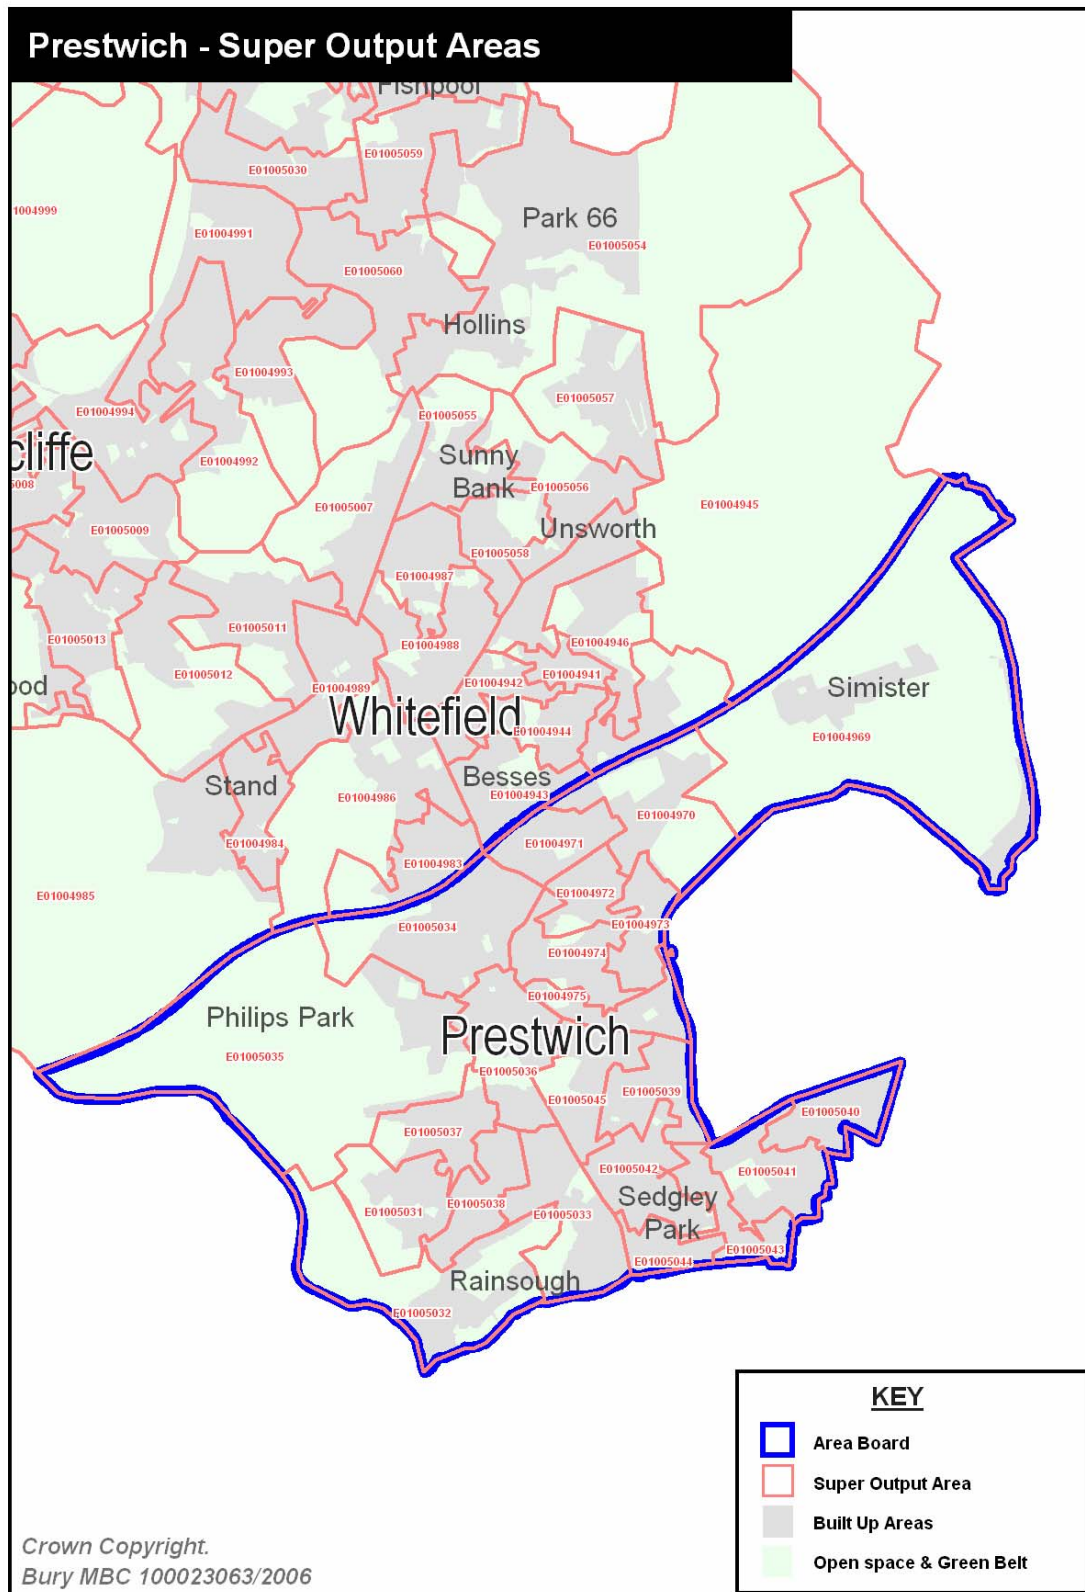 Prestwich - Super Output Areas
Fishpool
E01005059
E01005030
1004999
Park 66
E01004991
E01005054
E01005060
Hollins
E01004993
E01005057
E01004994
E01005055
cliffe
Sunny
Bank
E01004992
5008
E01005056
E01005007
E01004945
E01005009
Unsworth
E01005058
E01004987
E01005011
E01005013
E01004988
E01004946
E01005012
E01004942
E01004941
ood
E01004989
Simister
Whitefield
E01004944
E01004969
Besses
Stand
E01004943
E01004986
E01004970
E01004984
E01004971
E01004983
E01004972
E01004985
E01005034
E01004973
E01004974
E01004975
Philips Park
Prestwich
E01005035
E01005036
E01005045
E01005039
E01005040
E01005037
E01005042
E01005041
Sedgley
Park
E01005038
E01005031
E01005033
E01005043
E01005044
Rainsough
E01005032
KEY
Area Board
Super Output Area
Built Up Areas
Open space & Green Belt
Crown Copyright.
Bury MBC 100023063/2006